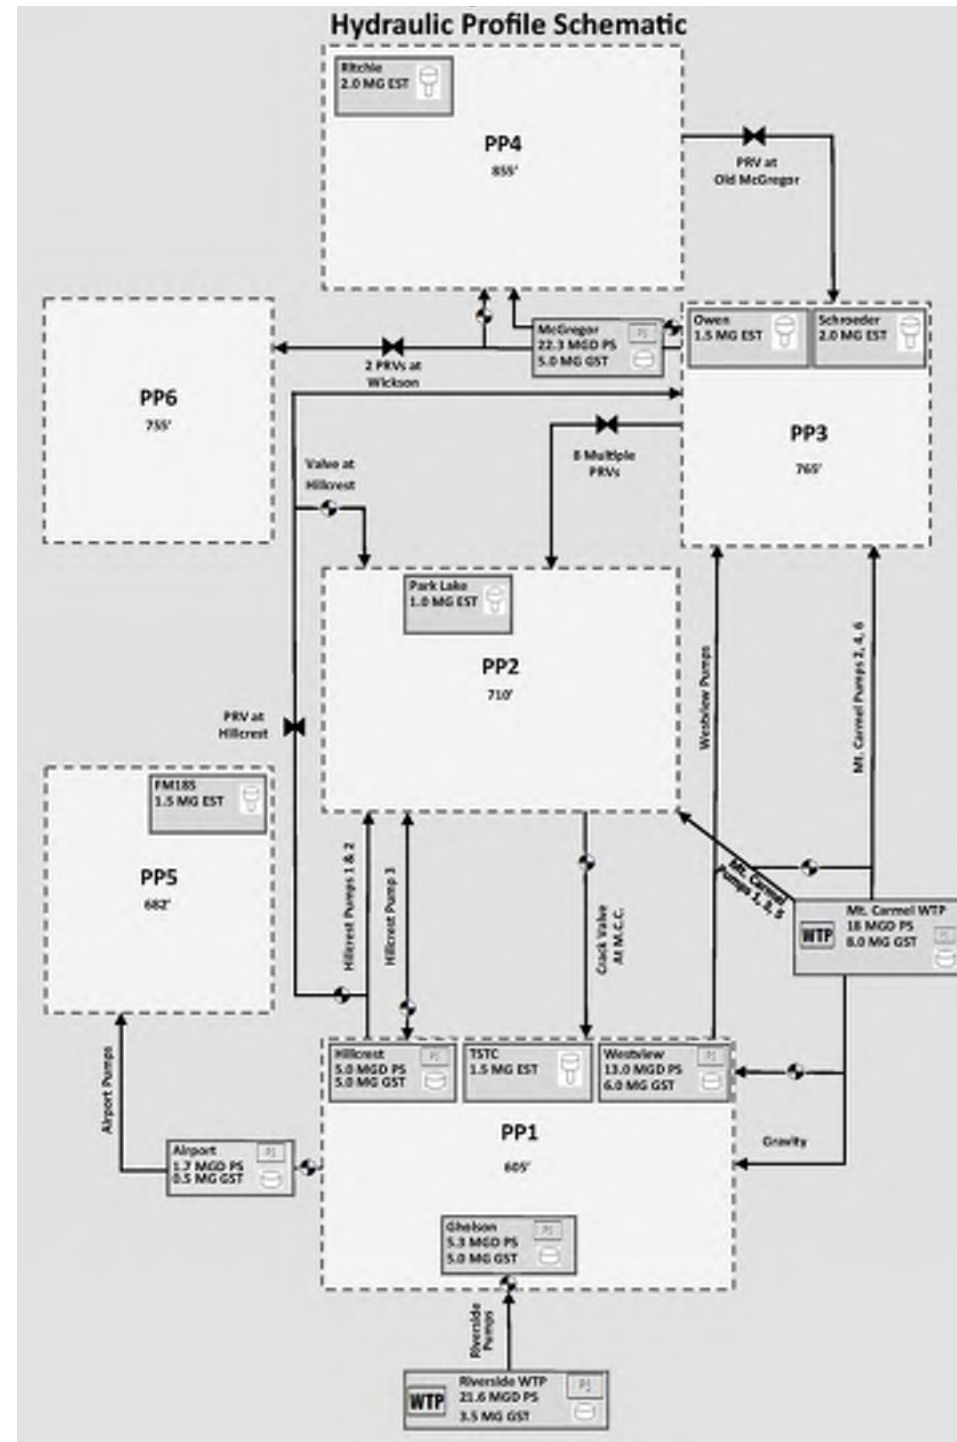 Hydraulic Profile Schematic
Ritchie
2.0 MG EST
PP4
855'
PRV at
Old McGregor
McGregor
22.3 MGD PS
5.0 MG GST
PS
Owen
1.5 MG EST
Schroeder
2.0 MG EST
2 PRVs at
Wickson
PP6
755'
PP3
765'
8 Multiple
PRVs
Valve at
Hillcrest
Park Lake
1.0 MG EST
PP2
710'
PRV at
Hillcrest
Westview Pumps
Mt. Carmel Pumps 2, 4, 6
FM185
1.5 MG EST
PP5
682'
Hillcrest Pumps 1 & 2
Hillcrest Pump 3
Crack Valve
At M.C.C.
Mt. Carmel
Pumps 1, 3, 5
WTP
Mt. Carmel WTP
18 MGD PS
8.0 MG GST
PS
Hillcrest
5.0 MGD PS
5.0 MG GST
PS
TSTC
1.5 MG EST
Westview
13.0 MGD PS
6.0 MG GST
PS
PP1
605'
Gravity
Airport Pumps
Airport
1.7 MGD PS
0.5 MG GST
PS
Gholson
5.3 MGD PS
5.0 MG GST
PS
Riverside
Pumps
WTP
Riverside WTP
21.6 MGD PS
3.5 MG GST
PS